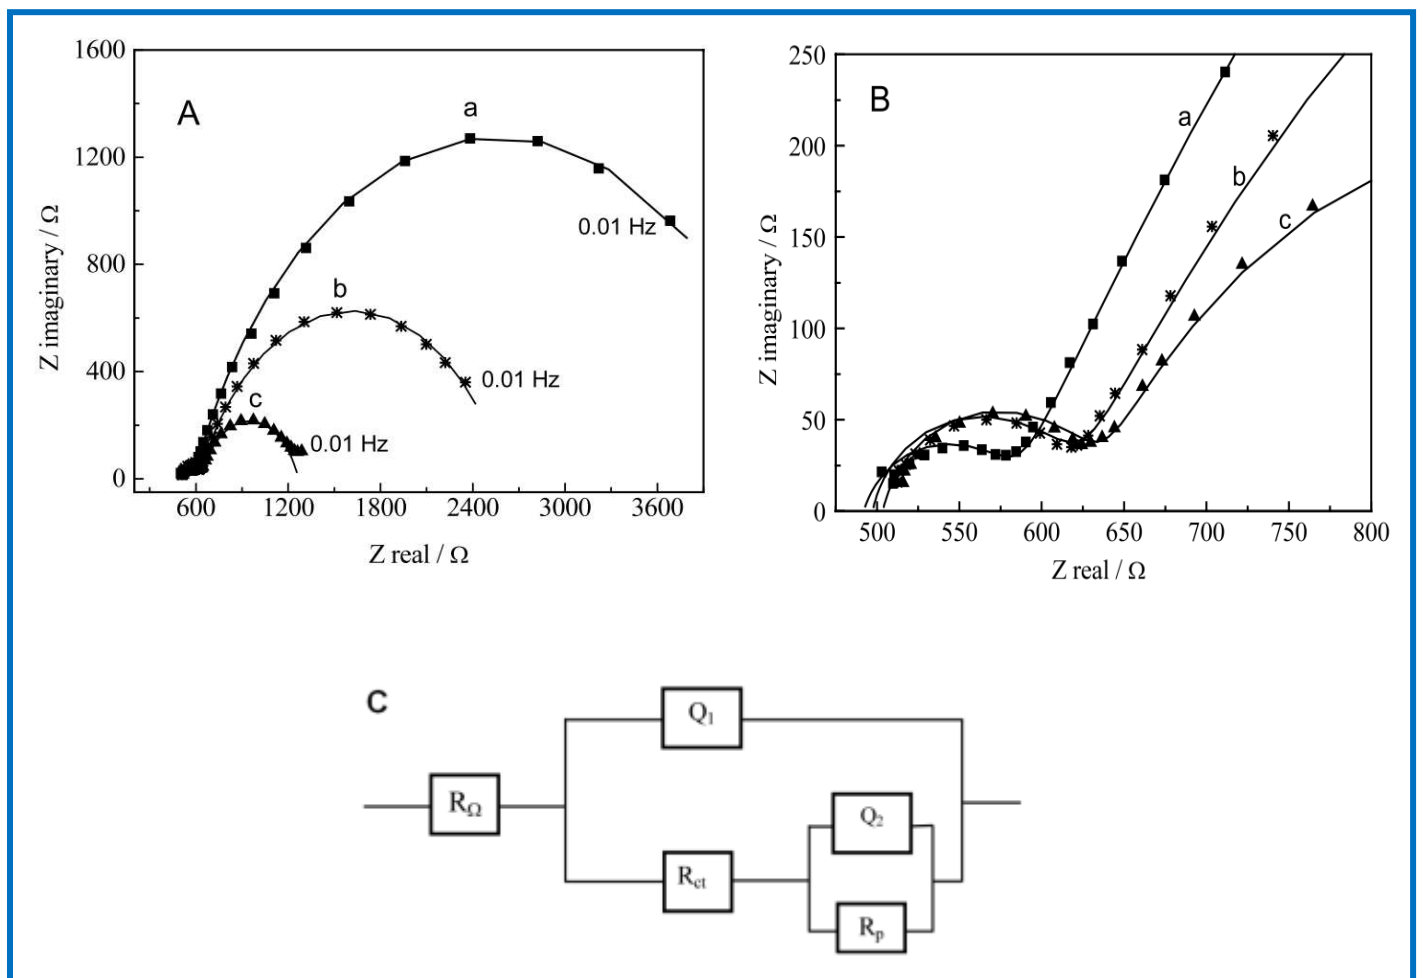 A
a
b
c
0.01 Hz
0.01 Hz
0.01 Hz
1600
1200
800
400
0
Z imaginary / Ω
600 1200 1800 2400 3000 3600
Z real / Ω
B
a
b
c
250
200
150
100
50
0
Z imaginary / Ω
500 550 600 650 700 750 800
Z real / Ω
C
Q1
RΩ
Q2
Rct
Rp